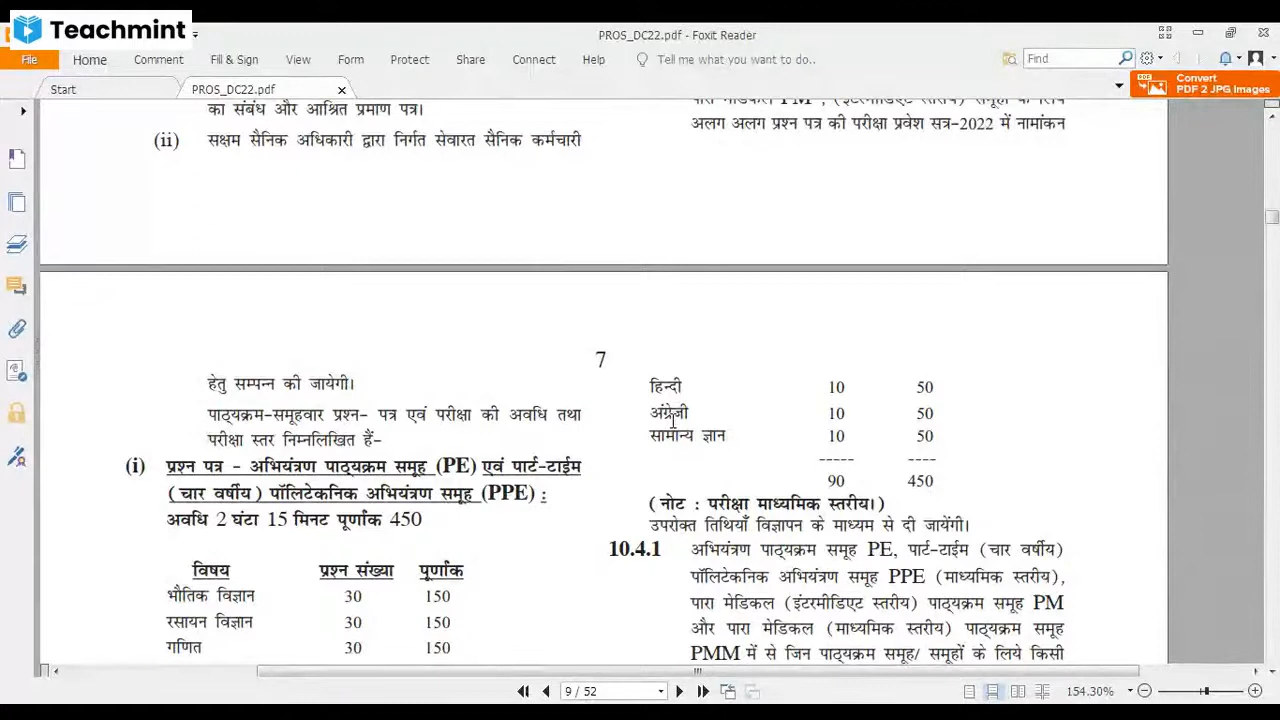 Teachmint
PROS_DC22.pdf - Foxit Reader
File Home Comment Fill & Sign View Form Protect Share Connect Help Tell me what you want to do.. Find
Start PROS_DC22.pdf x
Convert
PDF 2 JPG Images
का संबंध और आश्रित प्रमाण पत्र।
(ii) सक्षम सैनिक अधिकारी द्वारा निर्गत सेवारत सैनिक कर्मचारी
पारा मेडिकल PM , (इंटरमीडिएट स्तरीय) समूहों के लिये
अलग अलग प्रश्न पत्र की परीक्षा प्रवेश सत्र-2022 में नामांकन
7
हेतु सम्पन्न की जायेगी।
पाठ्यक्रम-समूहवार प्रश्न- पत्र एवं परीक्षा की अवधि तथा
परीक्षा स्तर निम्नलिखित हैं-
(i) प्रश्न पत्र - अभियंत्रण पाठ्यक्रम समूह (PE) एवं पार्ट-टाईम
(चार वर्षीय) पॉलिटेकनिक अभियंत्रण समूह (PPE) :
अवधि 2 घंटा 15 मिनट पूर्णांक 450
विषय प्रश्न संख्या पूर्णांक
भौतिक विज्ञान 30 150
रसायन विज्ञान 30 150
गणित 30 150
हिन्दी 10 50
अंग्रेजी 10 50
सामान्य ज्ञान 10 50
----- ----
90 450
(नोट : परीक्षा माध्यमिक स्तरीय।)
उपरोक्त तिथियाँ विज्ञापन के माध्यम से दी जायेंगी।
10.4.1 अभियंत्रण पाठ्यक्रम समूह PE, पार्ट-टाईम (चार वर्षीय)
पॉलिटेकनिक अभियंत्रण समूह PPE (माध्यमिक स्तरीय),
पारा मेडिकल (इंटरमीडिएट स्तरीय) पाठ्यक्रम समूह PM
और पारा मेडिकल (माध्यमिक स्तरीय) पाठ्यक्रम समूह
PMM में से जिन पाठ्यक्रम समूह/ समूहों के लिये किसी
9 / 52 154.30%